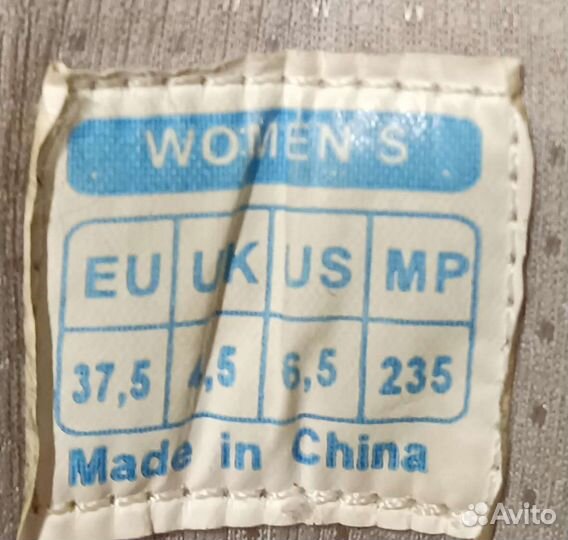 WOMEN'S
EU UK US MP
37,5 4,5 6,5 235
Made in China
Avito